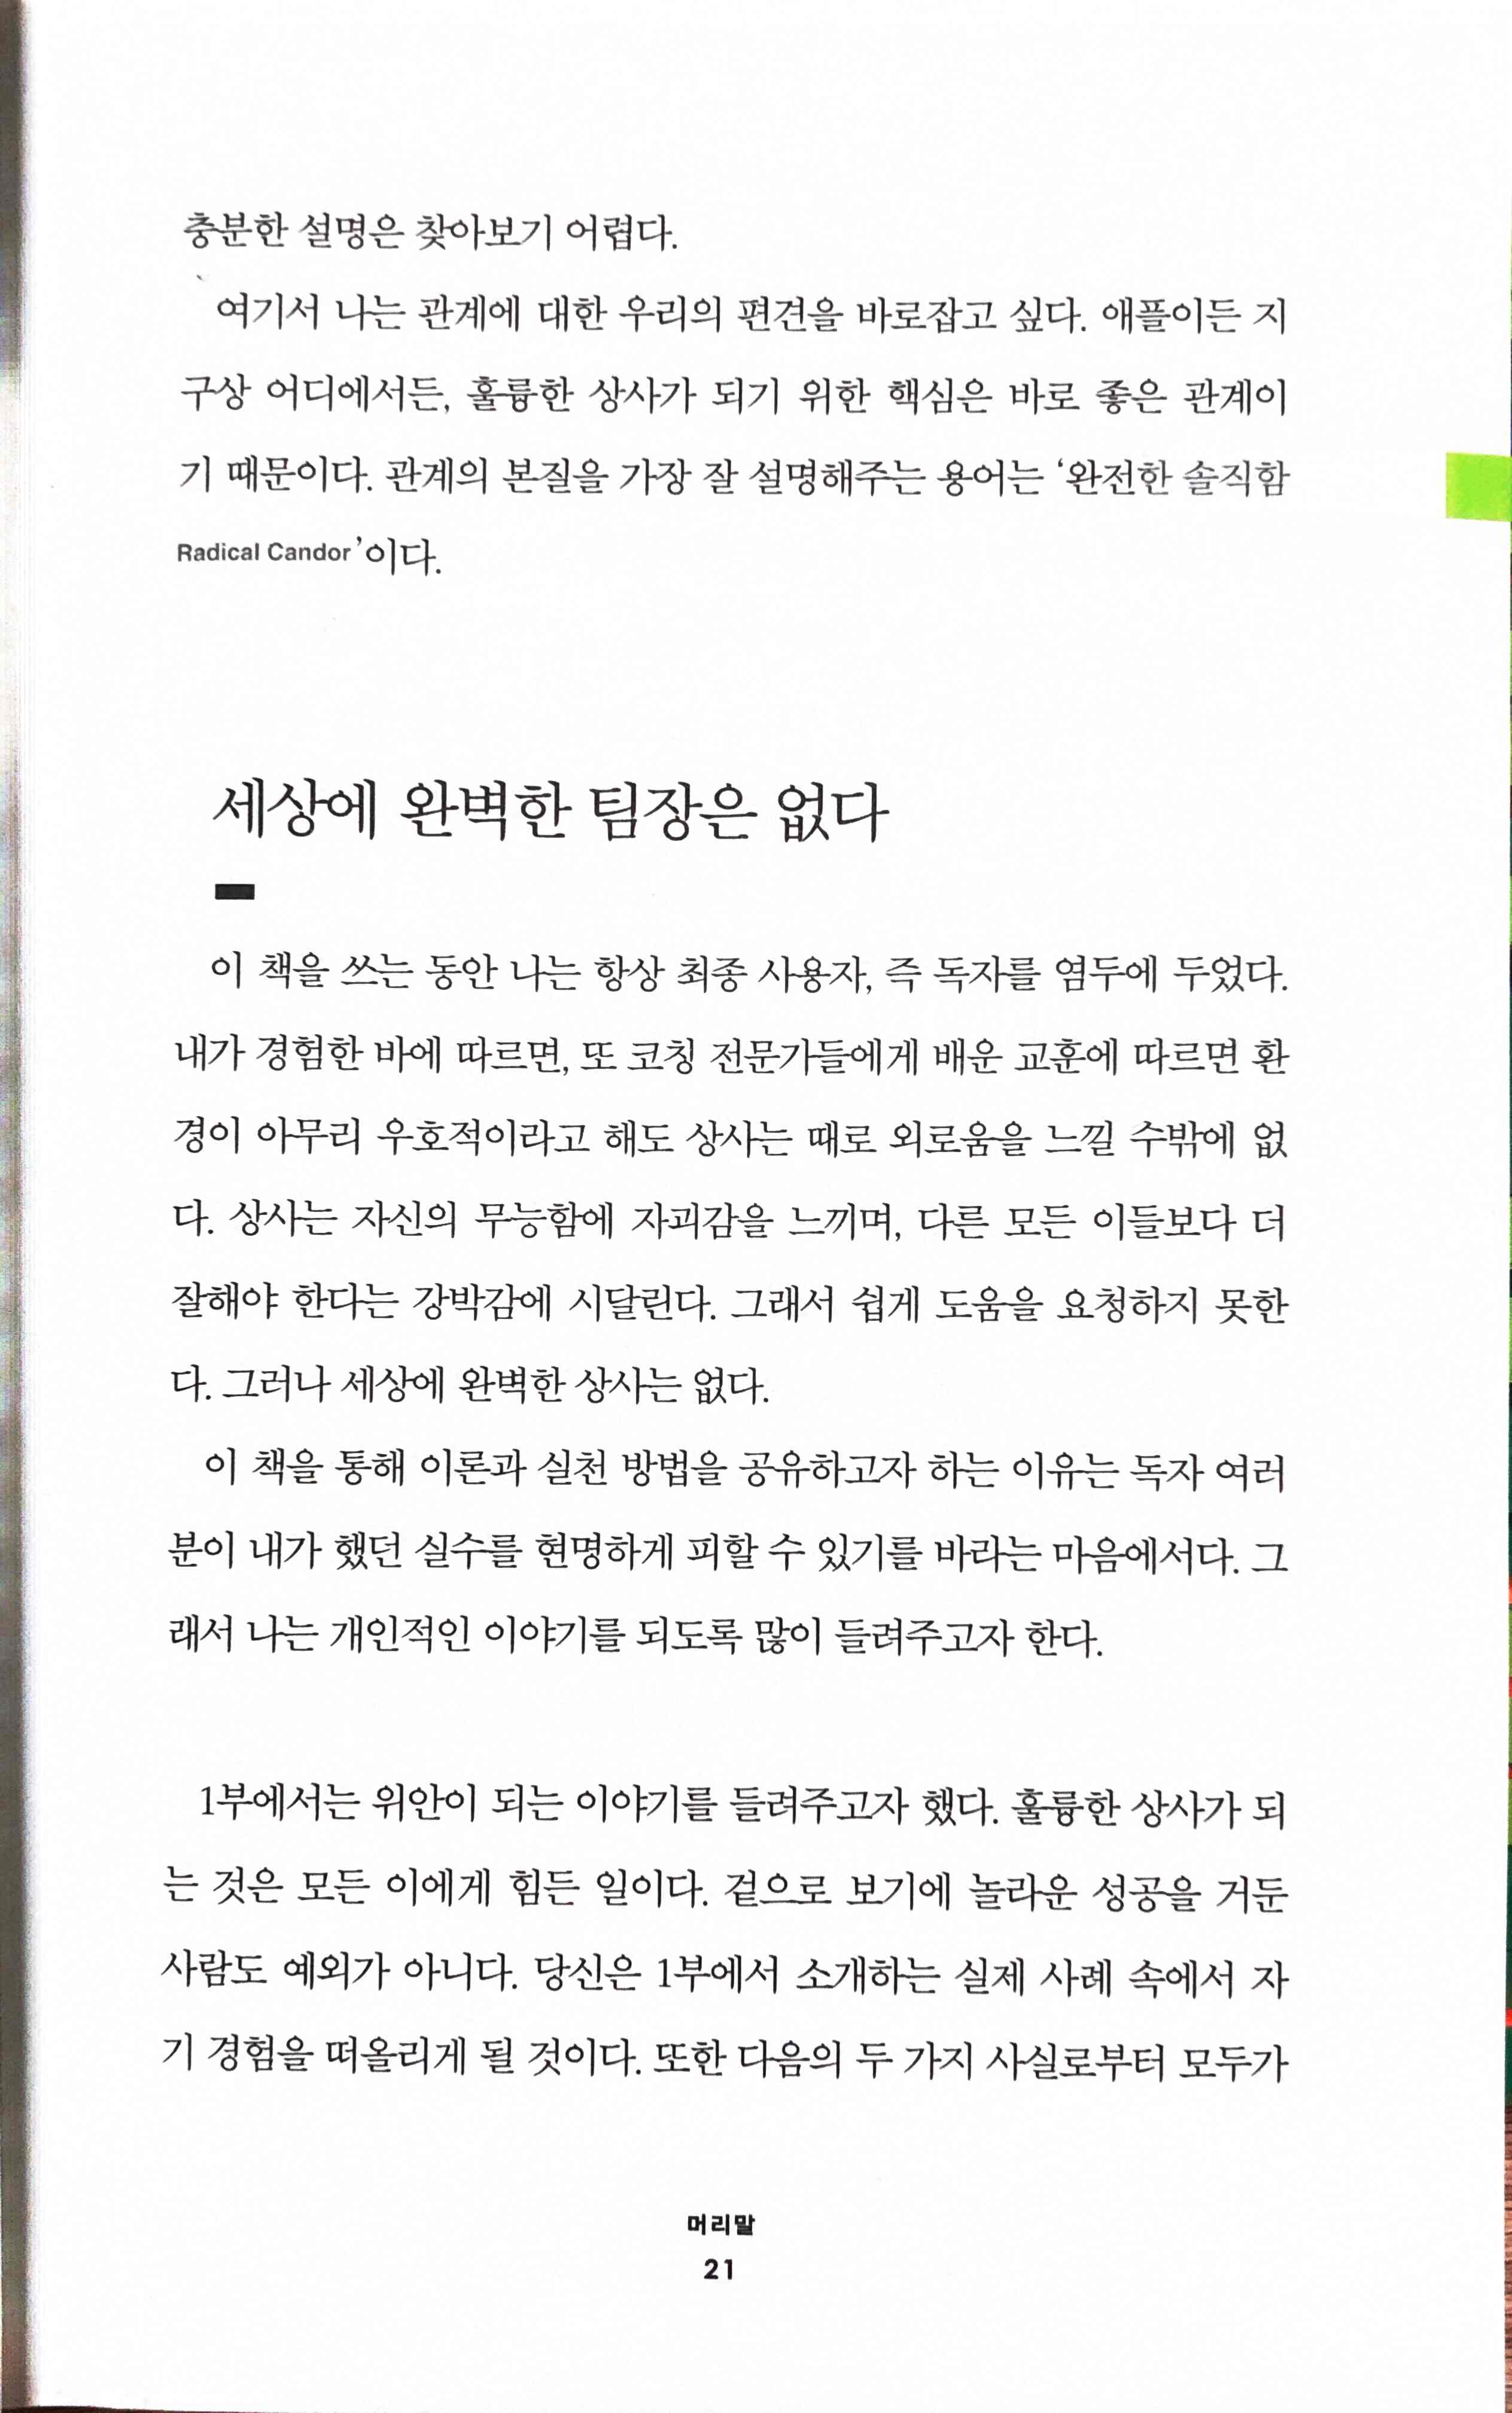 충분한 설명은 찾아보기 어렵다.
여기서 나는 관계에 대한 우리의 편견을 바로잡고 싶다. 애플이든 지
구상 어디에서든, 훌륭한 상사가 되기 위한 핵심은 바로 좋은 관계이
기 때문이다. 관계의 본질을 가장 잘 설명해주는 용어는 ‘완전한 솔직함
Radical Candor’이다.
세상에 완벽한 팀장은 없다
이 책을 쓰는 동안 나는 항상 최종 사용자, 즉 독자를 염두에 두었다.
내가 경험한 바에 따르면, 또 코칭 전문가들에게 배운 교훈에 따르면 환
경이 아무리 우호적이라고 해도 상사는 때로 외로움을 느낄 수밖에 없
다. 상사는 자신의 무능함에 자괴감을 느끼며, 다른 모든 이들보다 더
잘해야 한다는 강박감에 시달린다. 그래서 쉽게 도움을 요청하지 못한
다. 그러나 세상에 완벽한 상사는 없다.
이 책을 통해 이론과 실천 방법을 공유하고자 하는 이유는 독자 여러
분이 내가 했던 실수를 현명하게 피할 수 있기를 바라는 마음에서다. 그
래서 나는 개인적인 이야기를 되도록 많이 들려주고자 한다.
1부에서는 위안이 되는 이야기를 들려주고자 했다. 훌륭한 상사가 되
는 것은 모든 이에게 힘든 일이다. 겉으로 보기에 놀라운 성공을 거둔
사람도 예외가 아니다. 당신은 1부에서 소개하는 실제 사례 속에서 자
기 경험을 떠올리게 될 것이다. 또한 다음의 두 가지 사실로부터 모두가
머리말
21